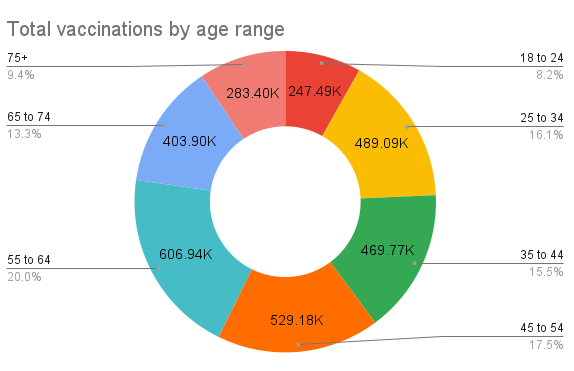 Total vaccinations by age range
75+
9.4%
18 to 24
8.2%
283.40K
247.49K
65 to 74
13.3%
25 to 34
16.1%
403.90K
489.09K
55 to 64
20.0%
35 to 44
15.5%
606.94K
469.77K
529.18K
45 to 54
17.5%